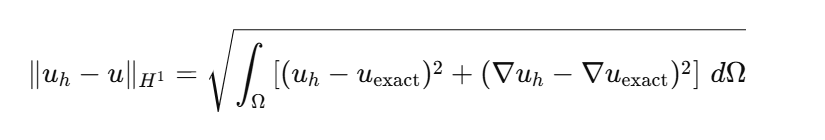 ‖u_h − u‖_{H^1} = √(∫_Ω [(u_h − u_exact)^2 + (∇u_h − ∇u_exact)^2] dΩ)